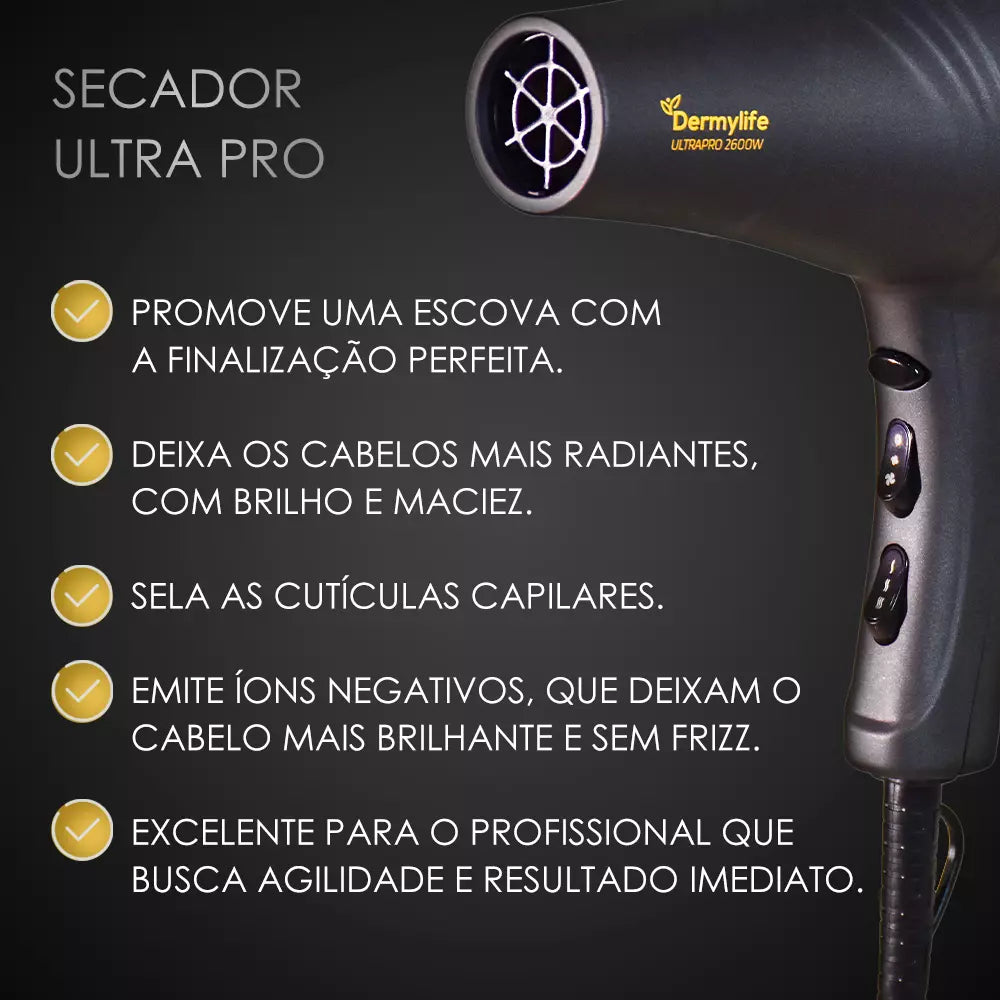 SECADOR
ULTRA PRO
Dermylife
ULTRAPRO 2600W
PROMOVE UMA ESCOVA COM
A FINALIZAÇÃO PERFEITA.
DEIXA OS CABELOS MAIS RADIANTES,
COM BRILHO E MACIEZ.
SELA AS CUTÍCULAS CAPILARES.
EMITE ÍONS NEGATIVOS, QUE DEIXAM O
CABELO MAIS BRILHANTE E SEM FRIZZ.
EXCELENTE PARA O PROFISSIONAL QUE
BUSCA AGILIDADE E RESULTADO IMEDIATO.